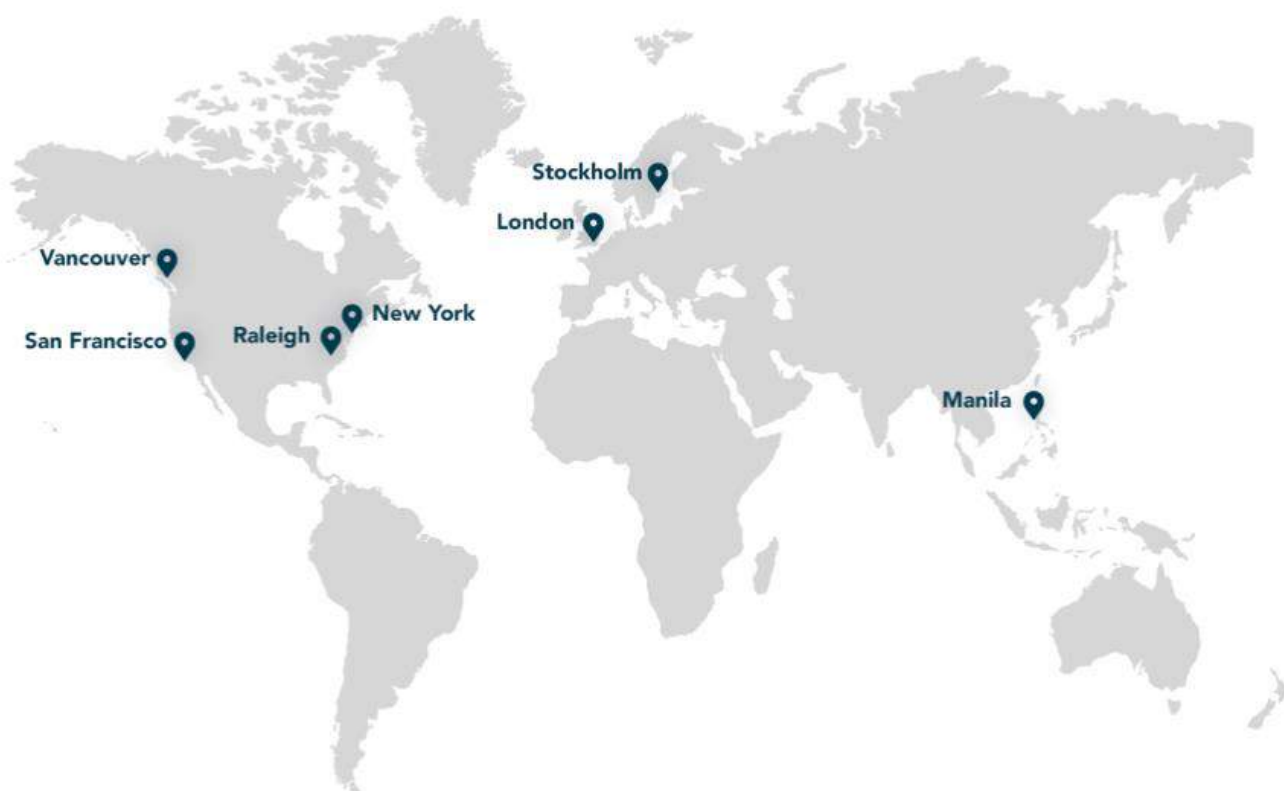 Stockholm
London
Vancouver
New York
Raleigh
San Francisco
Manila